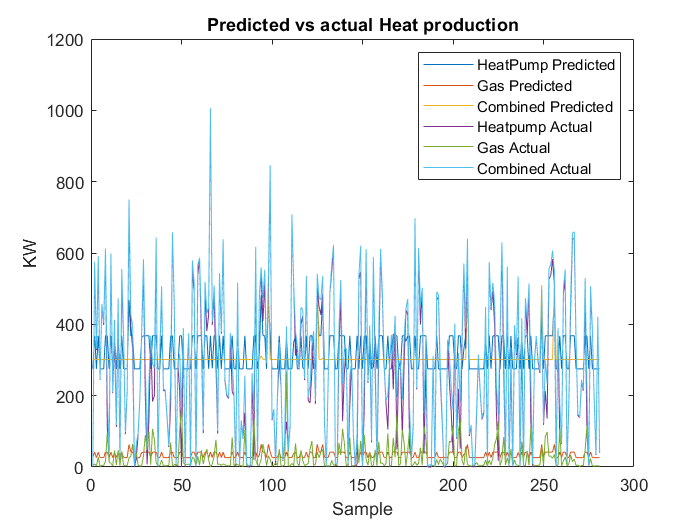 Predicted vs actual Heat production
1200
1000
800
600
400
200
0
KW
HeatPump Predicted
Gas Predicted
Combined Predicted
Heatpump Actual
Gas Actual
Combined Actual
0 50 100 150 200 250 300
Sample